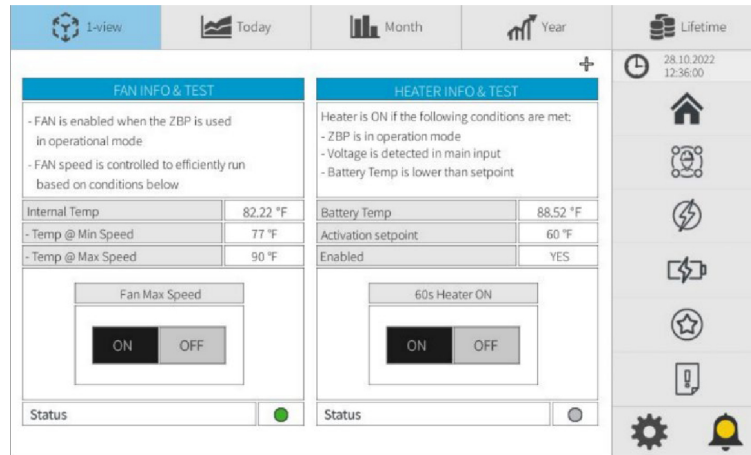 1-view
Today
Month
Year
Lifetime
28.10.2022
12:36:00
FAN INFO & TEST
- FAN is enabled when the ZBP is used
in operational mode
- FAN speed is controlled to efficiently run
based on conditions below
Internal Temp 82.22 °F
- Temp @ Min Speed 77 °F
- Temp @ Max Speed 90 °F
Fan Max Speed
ON OFF
Status
HEATER INFO & TEST
Heater is ON if the following conditions are met:
- ZBP is in operation mode
- Voltage is detected in main input
- Battery Temp is lower than setpoint
Battery Temp 88.52 °F
Activation setpoint 60 °F
Enabled YES
60s Heater ON
ON OFF
Status